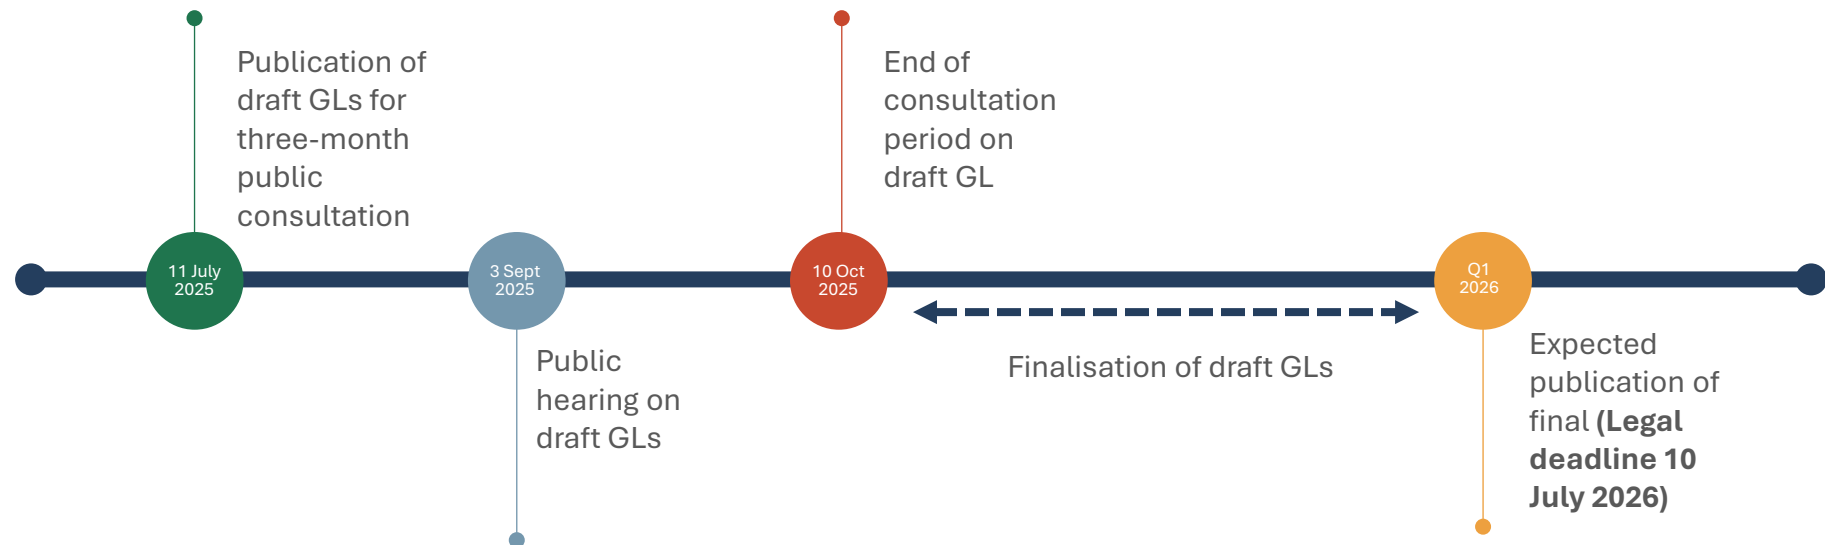 Publication of
draft GLs for
three-month
public
consultation
End of
consultation
period on
draft GL
11 July
2025
3 Sept
2025
10 Oct
2025
Q1
2026
Public
hearing on
draft GLs
Finalisation of draft GLs
Expected
publication of
final (Legal
deadline 10
July 2026)